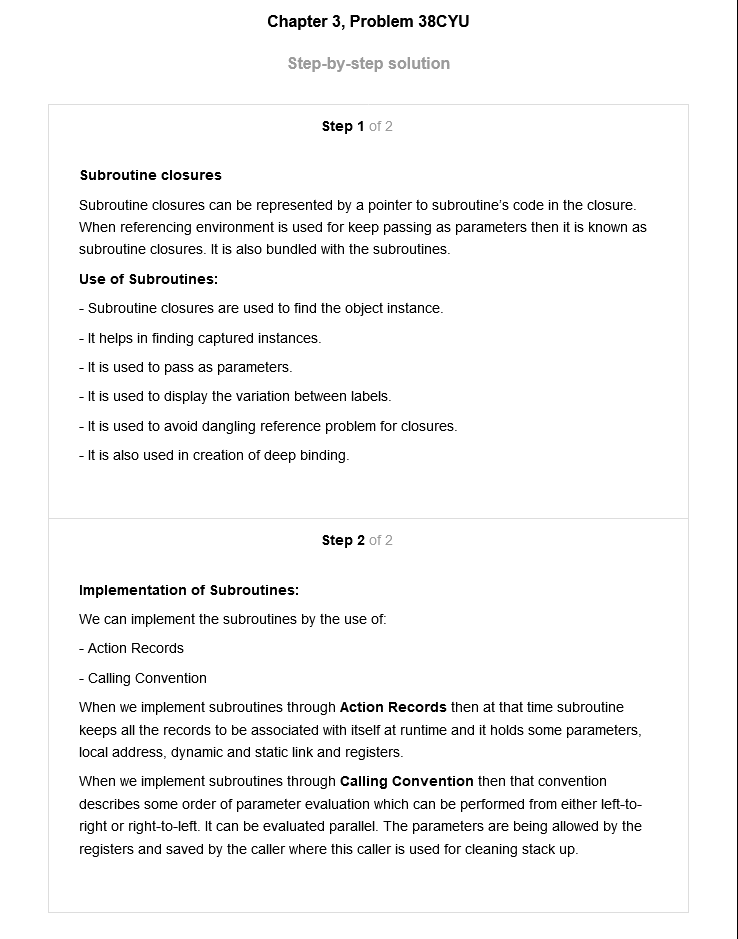 Chapter 3, Problem 38CYU
Step-by-step solution
Step 1 of 2
Subroutine closures
Subroutine closures can be represented by a pointer to subroutine's code in the closure.
When referencing environment is used for keep passing as parameters then it is known as
subroutine closures. It is also bundled with the subroutines.
Use of Subroutines:
- Subroutine closures are used to find the object instance.
- It helps in finding captured instances.
- It is used to pass as parameters.
- It is used to display the variation between labels.
- It is used to avoid dangling reference problem for closures.
- It is also used in creation of deep binding.
Step 2 of 2
Implementation of Subroutines:
We can implement the subroutines by the use of:
- Action Records
- Calling Convention
When we implement subroutines through Action Records then at that time subroutine
keeps all the records to be associated with itself at runtime and it holds some parameters,
local address, dynamic and static link and registers.
When we implement subroutines through Calling Convention then that convention
describes some order of parameter evaluation which can be performed from either left-to-
right or right-to-left. It can be evaluated parallel. The parameters are being allowed by the
registers and saved by the caller where this caller is used for cleaning stack up.